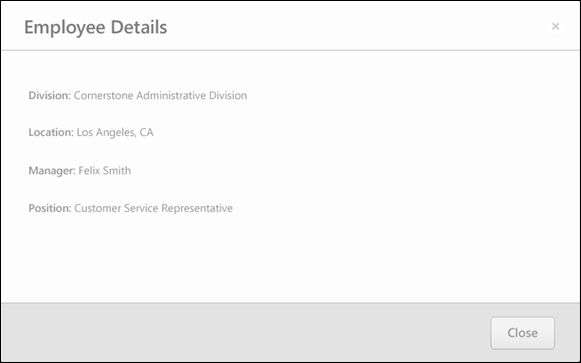 Employee Details
×
Division: Cornerstone Administrative Division
Location: Los Angeles, CA
Manager: Felix Smith
Position: Customer Service Representative
Close